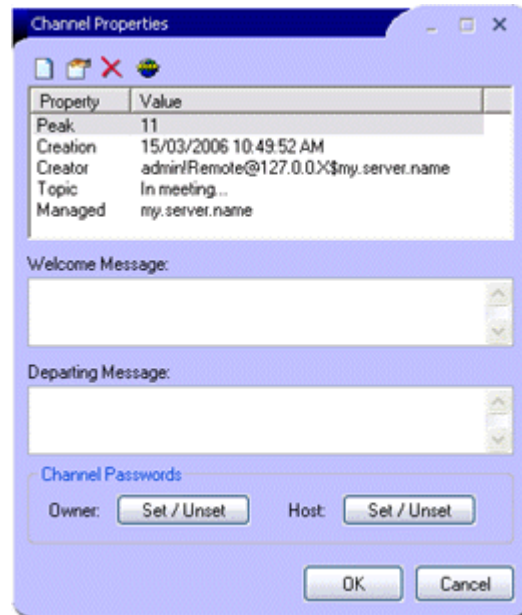 Channel Properties
Property Value
Peak 11
Creation 15/03/2006 10:49:52 AM
Creator admin!Remote@127.0.0.X$my.server.name
Topic In meeting...
Managed my.server.name
Welcome Message:
Departing Message:
Channel Passwords
Owner: Set / Unset Host: Set / Unset
OK Cancel